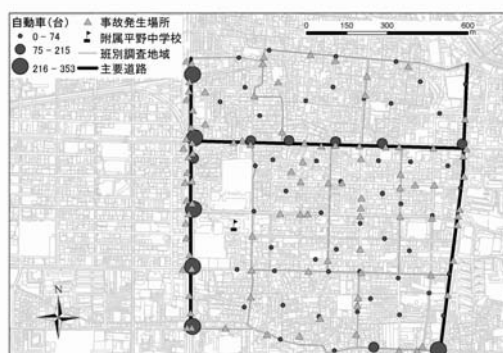 自動車(台)
0-74
75-215
216-353
事故発生場所
附属平野中学校
班別調査地域
主要道路
0 300 600
m
N